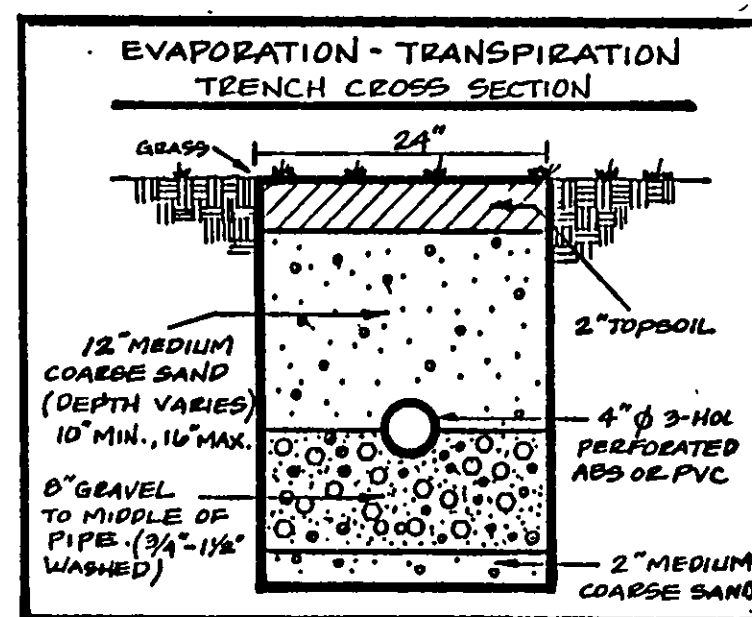 EVAPORATION - TRANSPIRATION
TRENCH CROSS SECTION
24"
GRASS
2" TOPSOIL
12" MEDIUM
COARSE SAND
(DEPTH VARIES)
10" MIN., 16" MAX.
4" ϕ 3-HOL
PERFORATED
ABS OR PVC
8" GRAVEL
TO MIDDLE OF
PIPE. (3/4"-1 1/2"
WASHED)
2" MEDIUM
COARSE SAND